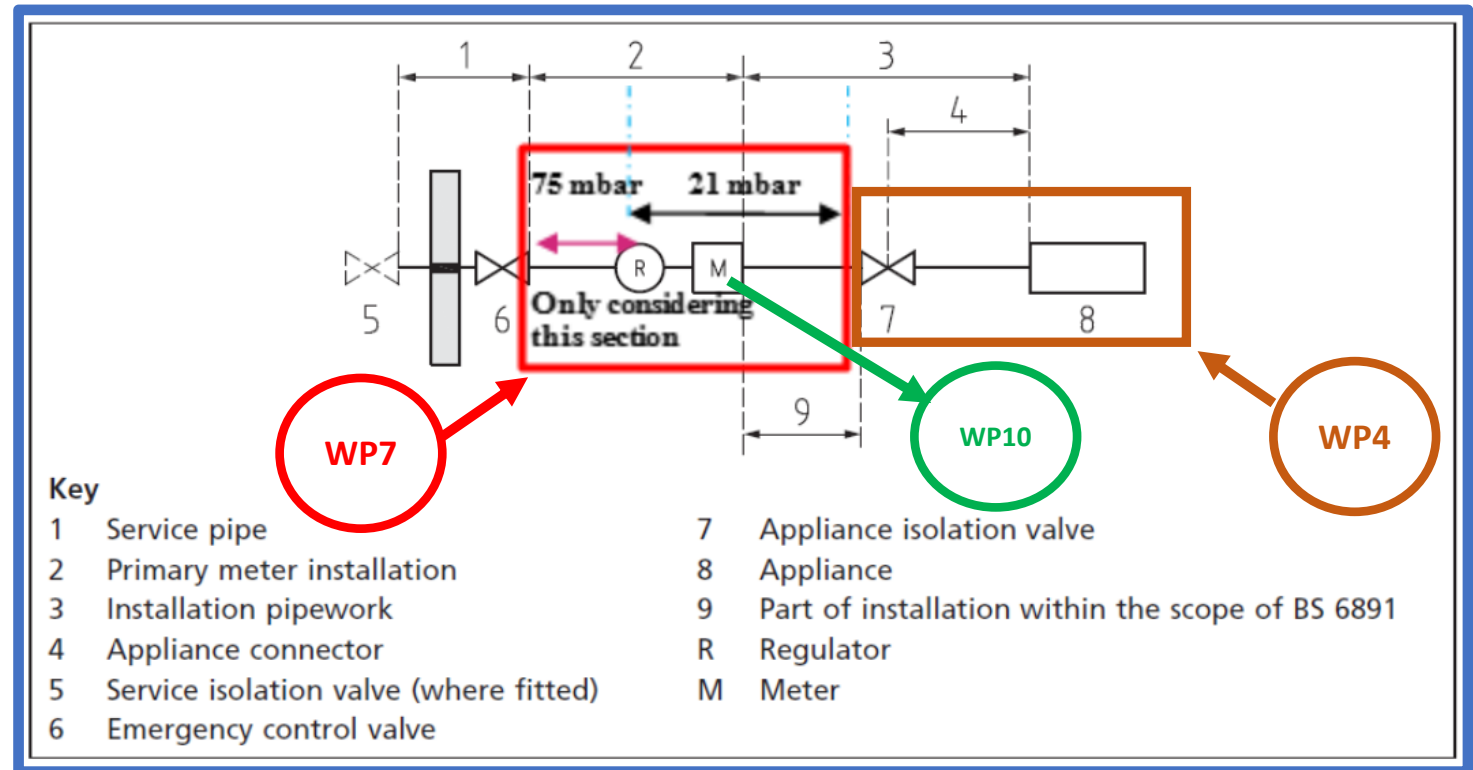 1
2
3
4
75 mbar
21 mbar
R
M
Only considering
this section
5
6
7
8
9
WP7
WP10
WP4
Key
1 Service pipe
2 Primary meter installation
3 Installation pipework
4 Appliance connector
5 Service isolation valve (where fitted)
6 Emergency control valve
7 Appliance isolation valve
8 Appliance
9 Part of installation within the scope of BS 6891
R Regulator
M Meter